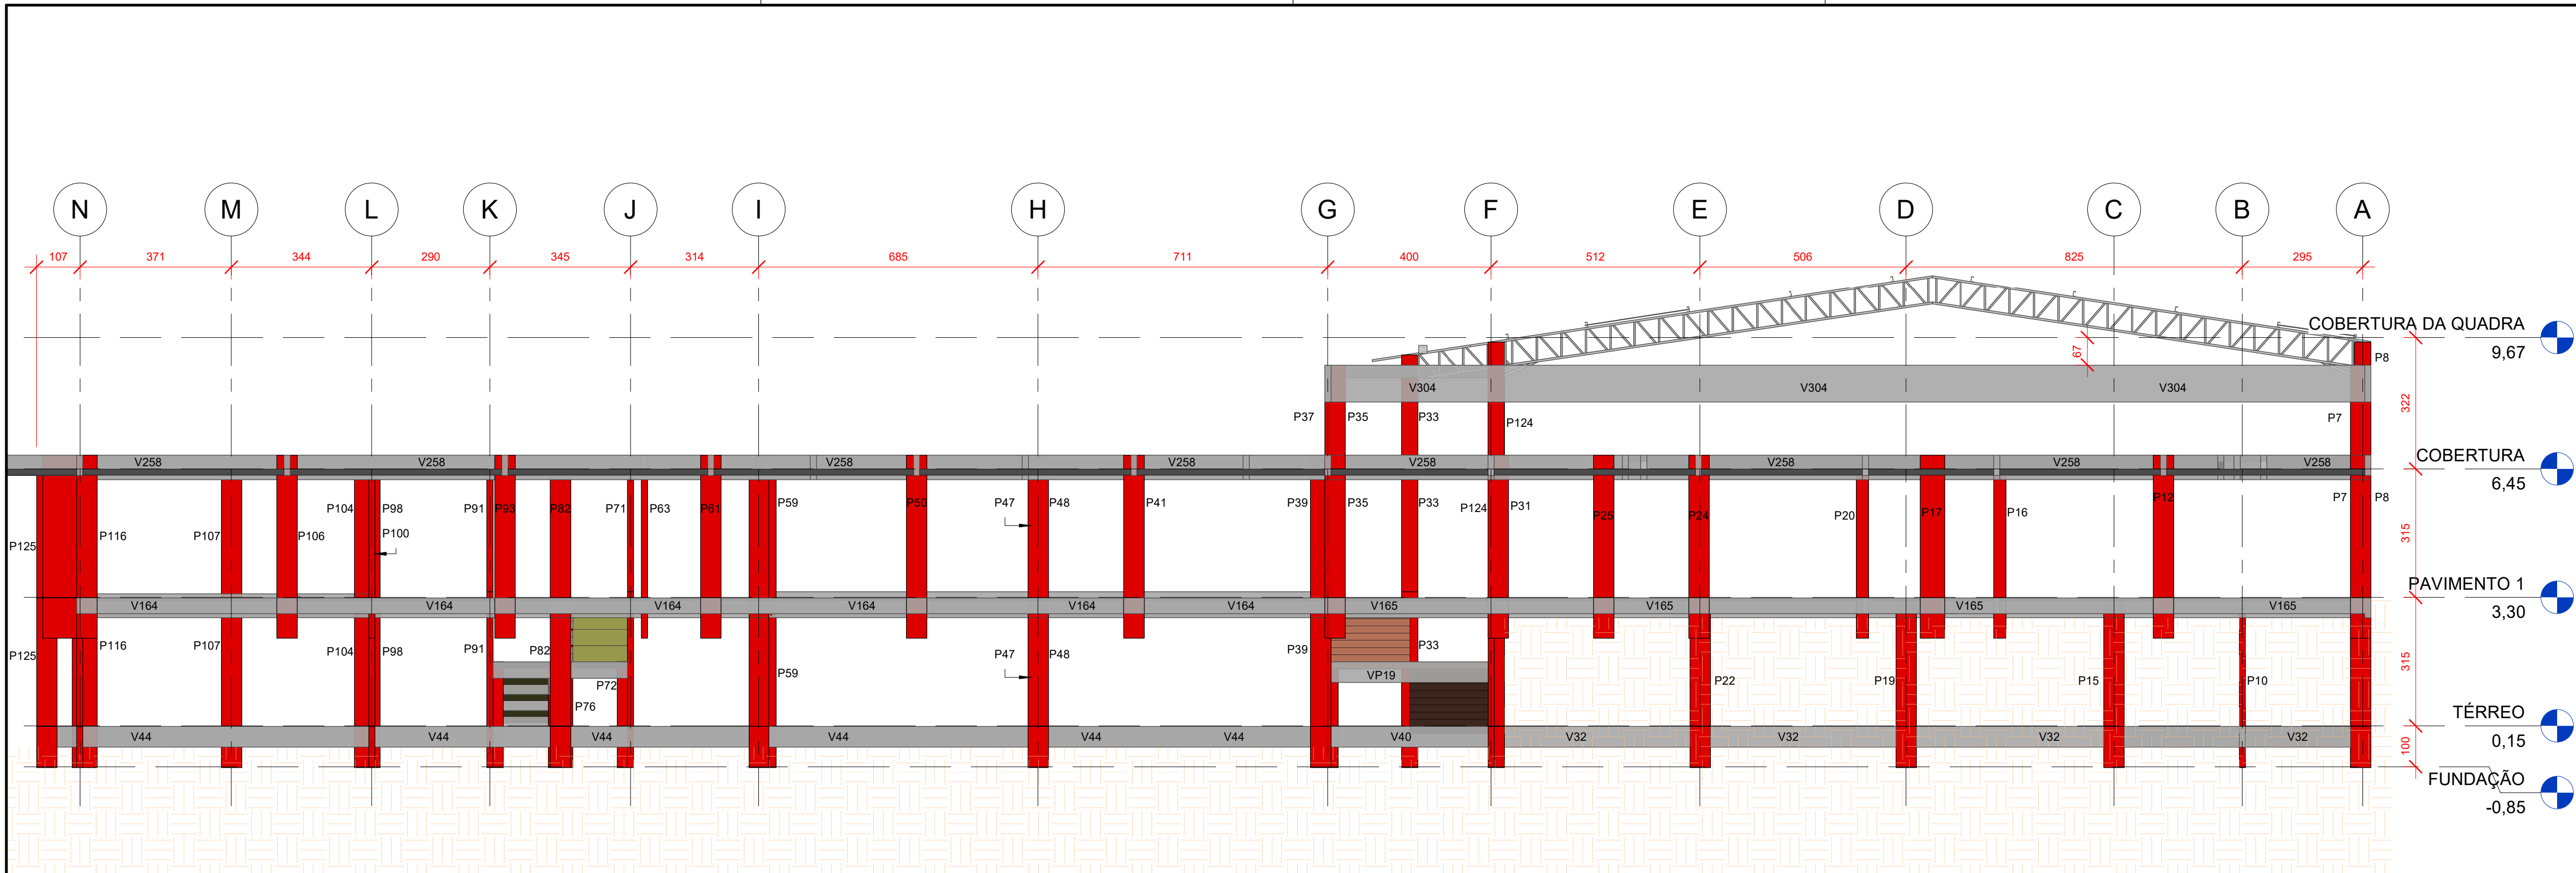 N M L K J I H G F E D C B A
107 371 344 290 345 314 685 711 400 512 506 825 295
COBERTURA DA QUADRA
9,67
67
P8
V304 V304 V304
322
P37 P35 P33 P124 P7
COBERTURA
6,45
V258 V258 V258 V258 V258 V258 V258 V258
P125 P116 P107 P106 P104 P98 P100 P91 P93 P82 P71 P63 P61 P59 P50 P47 P48 P41 P39 P35 P33 P124 P31 P25 P24 P20 P17 P16 P12 P7 P8
315
PAVIMENTO 1
3,30
V164 V164 V164 V164 V164 V164 V165 V165 V165 V165
P125 P116 P107 P104 P98 P91 P82 P72 P76 P59 P47 P48 P39 P33 VP19 P22 P19 P15 P10
315
TÉRREO
0,15
V44 V44 V44 V44 V44 V44 V40 V32 V32 V32 V32
100
FUNDAÇÃO
-0,85